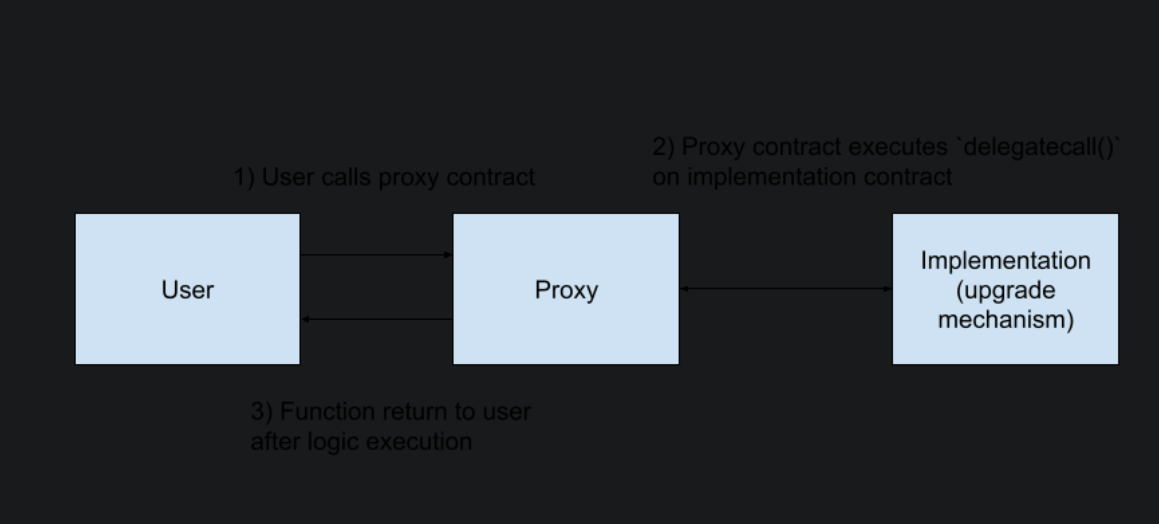 2) Proxy contract executes `delegatecall()`
on implementation contract
1) User calls proxy contract
User
Proxy
Implementation
(upgrade
mechanism)
3) Function return to user
after logic execution